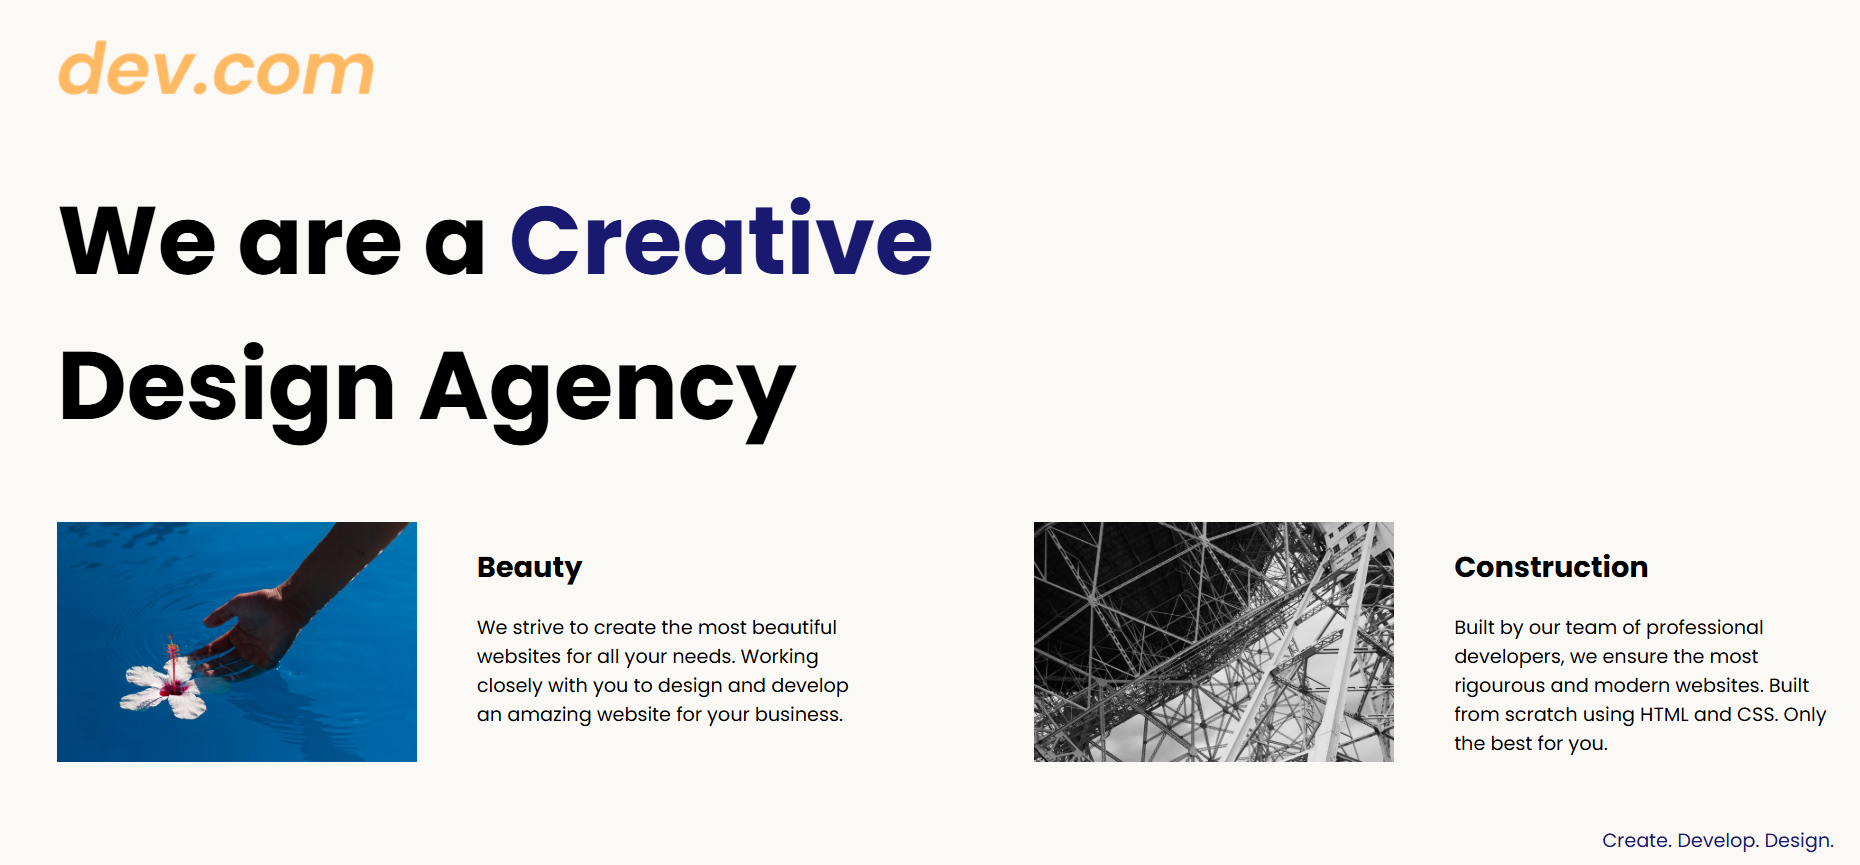 dev.com
We are a Creative
Design Agency
Beauty
We strive to create the most beautiful
websites for all your needs. Working
closely with you to design and develop
an amazing website for your business.
Construction
Built by our team of professional
developers, we ensure the most
rigourous and modern websites. Built
from scratch using HTML and CSS. Only
the best for you.
Create. Develop. Design.